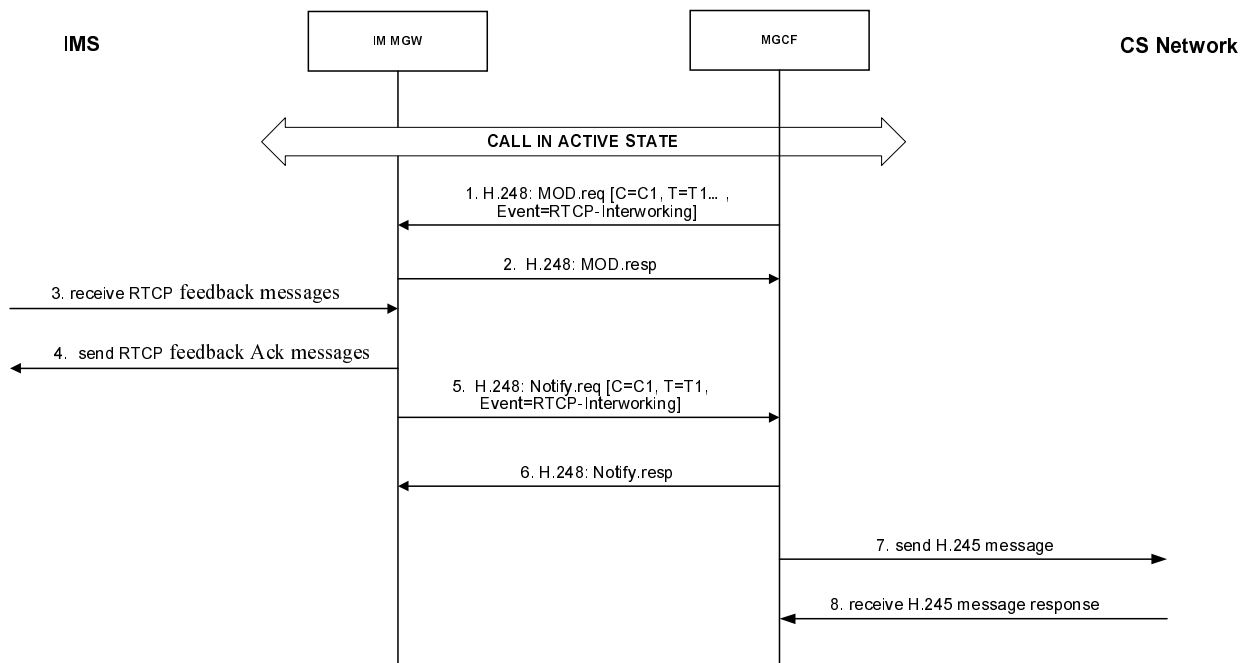 IMS
IM MGW
MGCF
CS Network
CALL IN ACTIVE STATE
1. H.248: MOD.req [C=C1, T=T1... ,
Event=RTCP-Interworking]
2. H.248: MOD.resp
3. receive RTCP feedback messages
4. send RTCP feedback Ack messages
5. H.248: Notify.req [C=C1, T=T1,
Event=RTCP-Interworking]
6. H.248: Notify.resp
7. send H.245 message
8. receive H.245 message response